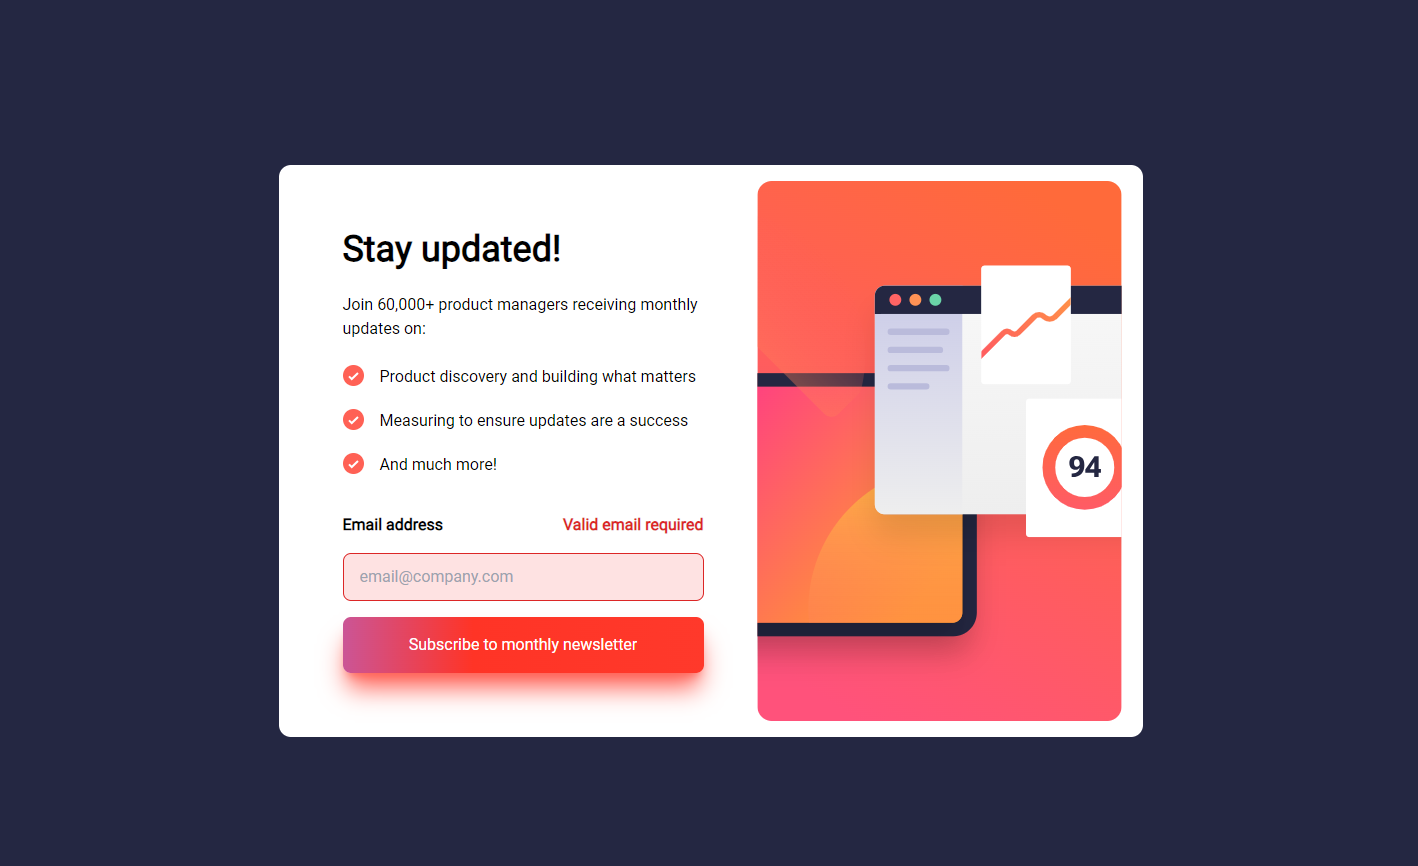 Stay updated!
Join 60,000+ product managers receiving monthly
updates on:
Product discovery and building what matters
Measuring to ensure updates are a success
And much more!
Email address
Valid email required
email@company.com
Subscribe to monthly newsletter
94